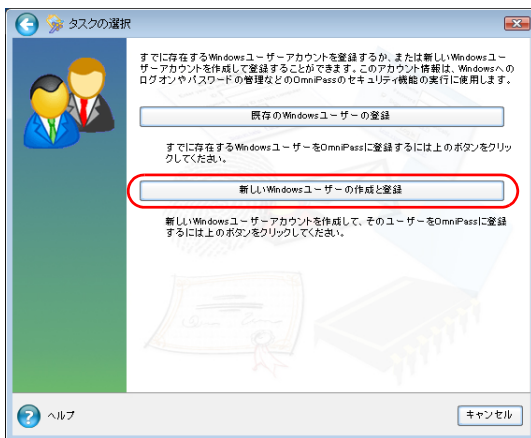 タスクの選択
すでに存在するWindowsユーザーアカウントを登録するか、または新しいWindowsユー
ザーアカウントを作成して登録することができます。このアカウント情報は、Windowsへの
ログオンやパスワードの管理などのOmniPassのセキュリティ機能の実行に使用します。
既存のWindowsユーザーの登録
すでに存在するWindowsユーザーをOmniPassに登録するには上のボタンをクリッ
クしてください。
新しいWindowsユーザーの作成と登録
新しいWindowsユーザーアカウントを作成して、そのユーザーをOmniPassに登録
するには上のボタンをクリックしてください。
ヘルプ
キャンセル